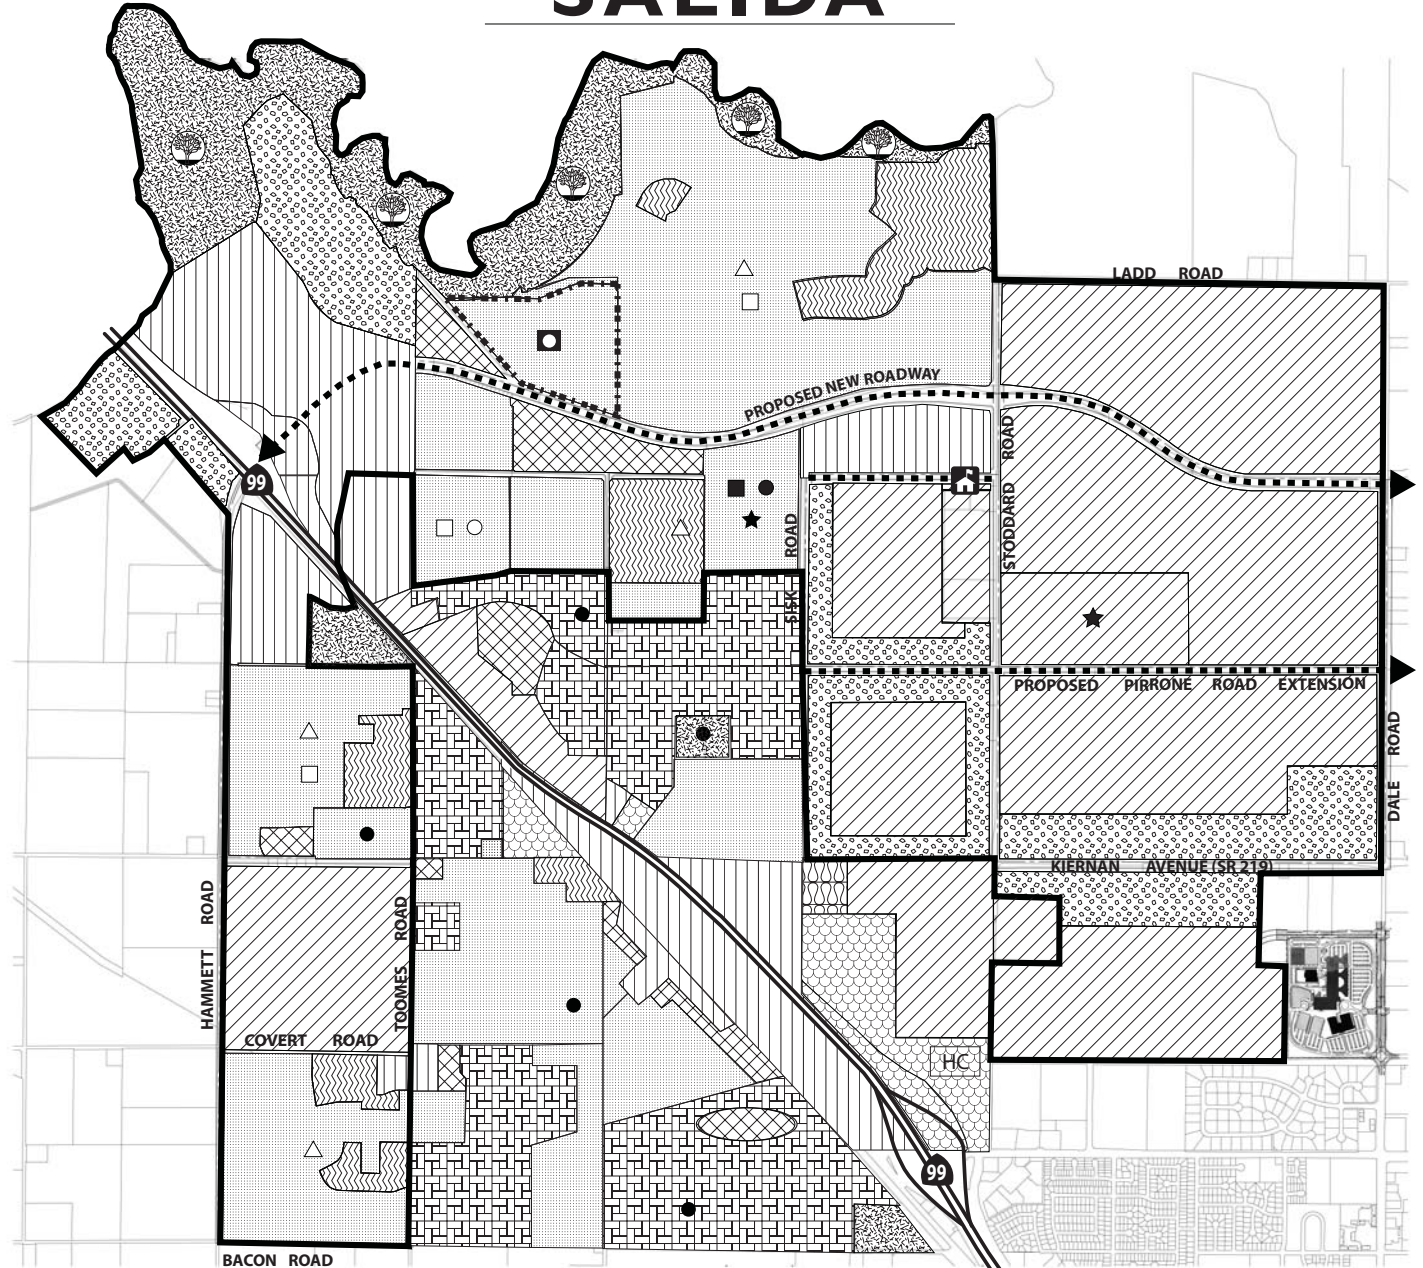 SALIDA
LADD ROAD
PROPOSED NEW ROADWAY
STODDARD ROAD
99
SISK ROAD
PROPOSED PIRRONE ROAD EXTENSION
DALE ROAD
KIERNAN AVENUE (SR 219)
HAMMETT ROAD
TOOMES ROAD
COVERT ROAD
HC
99
BACON ROAD